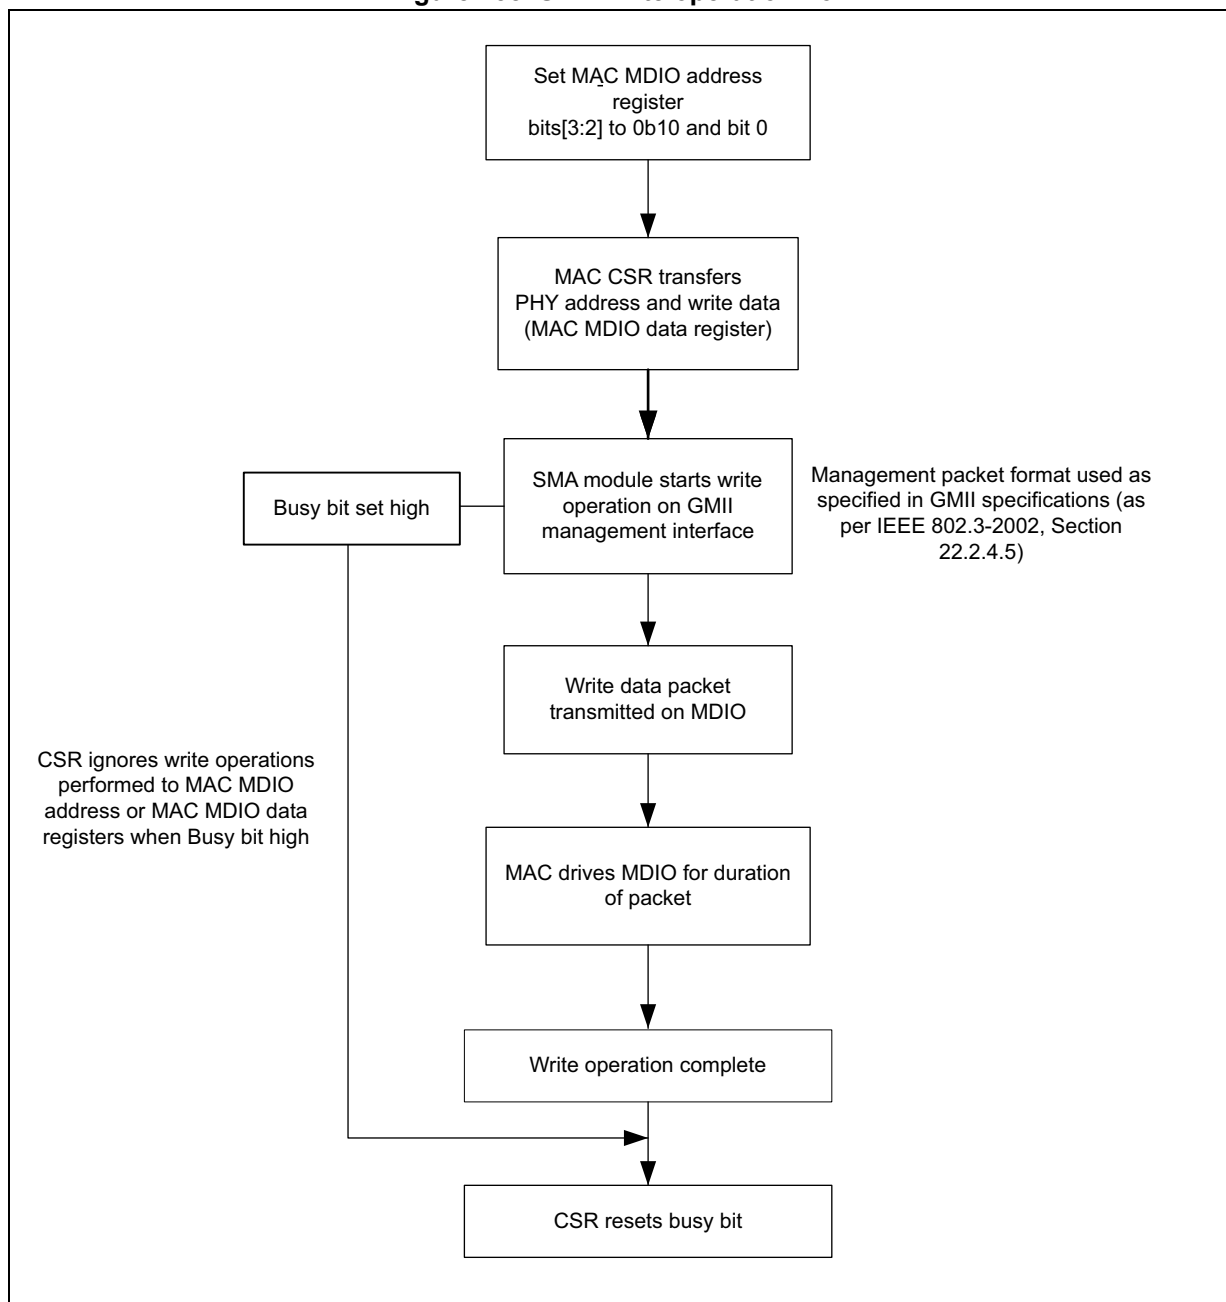 Set MAC MDIO address
register
bits[3:2] to 0b10 and bit 0
MAC CSR transfers
PHY address and write data
(MAC MDIO data register)
SMA module starts write
operation on GMII
management interface
Management packet format used as
specified in GMII specifications (as
per IEEE 802.3-2002, Section
22.2.4.5)
Busy bit set high
Write data packet
transmitted on MDIO
CSR ignores write operations
performed to MAC MDIO
address or MAC MDIO data
registers when Busy bit high
MAC drives MDIO for duration
of packet
Write operation complete
CSR resets busy bit